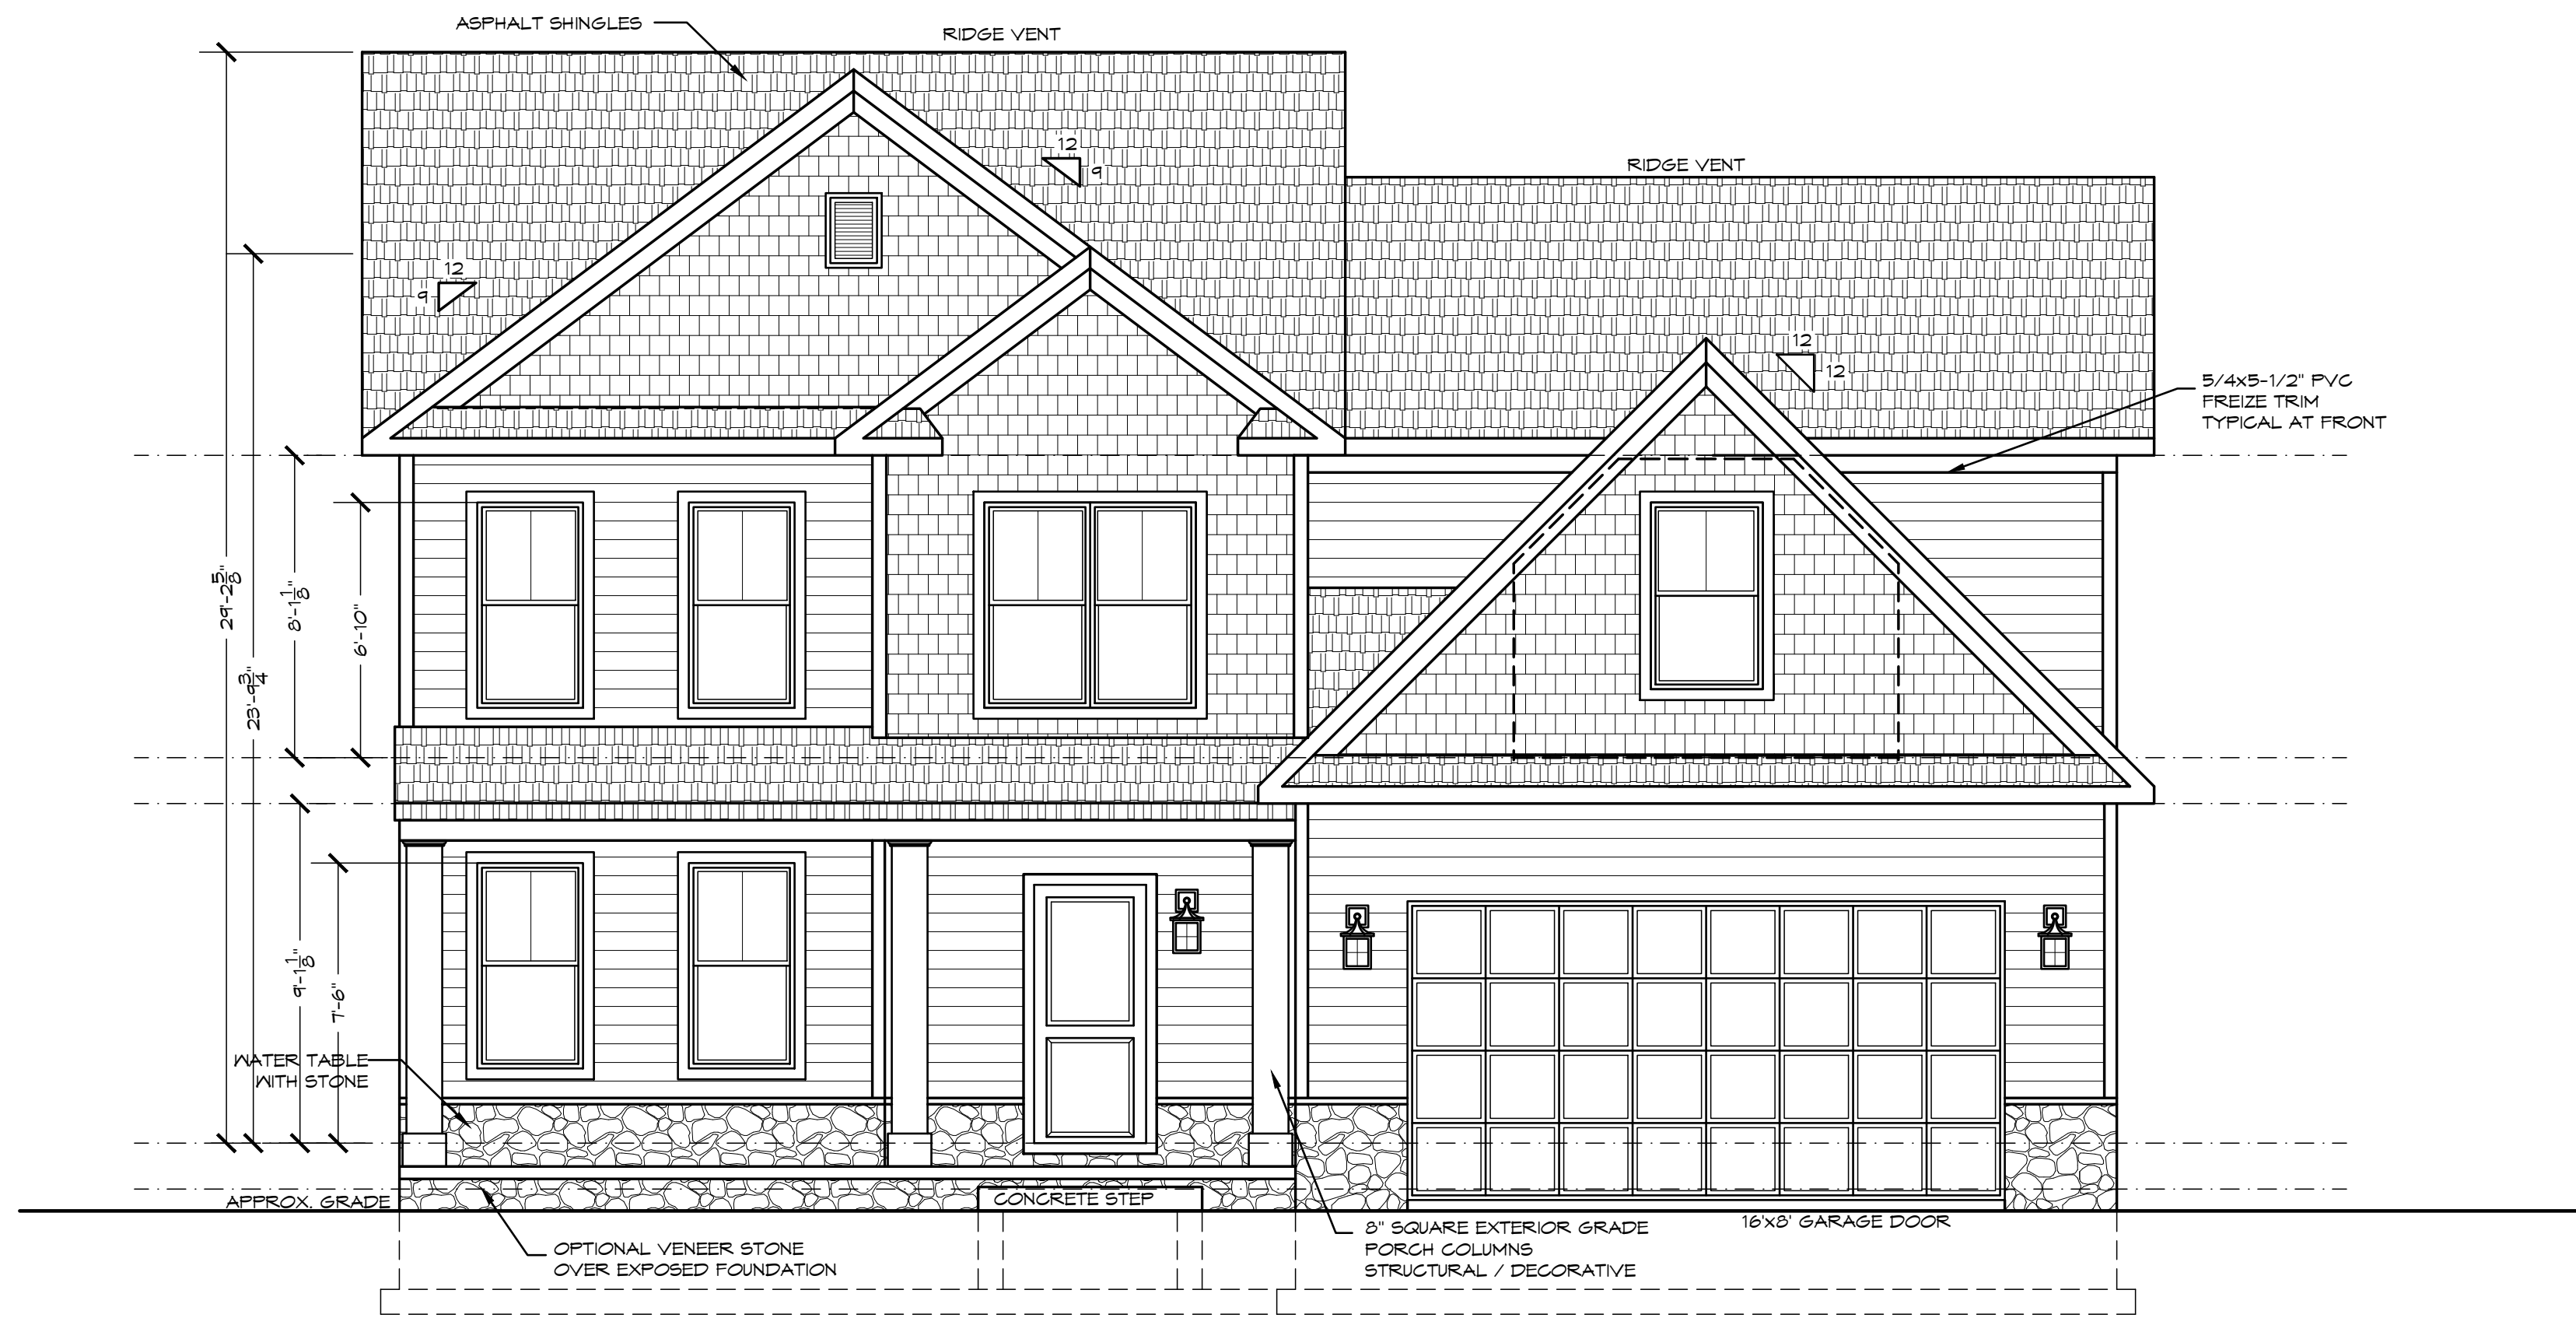 ASPHALT SHINGLES
RIDGE VENT
12
9
RIDGE VENT
12
9
12
12
5/4x5-1/2" PVC
FREIZE TRIM
TYPICAL AT FRONT
29'-2 5/8"
23'-9 3/4"
8'-1 1/8"
6'-10"
9'-1 1/8"
7'-6"
WATER TABLE
WITH STONE
APPROX. GRADE
CONCRETE STEP
OPTIONAL VENEER STONE
OVER EXPOSED FOUNDATION
8" SQUARE EXTERIOR GRADE
PORCH COLUMNS
STRUCTURAL / DECORATIVE
16'x8' GARAGE DOOR